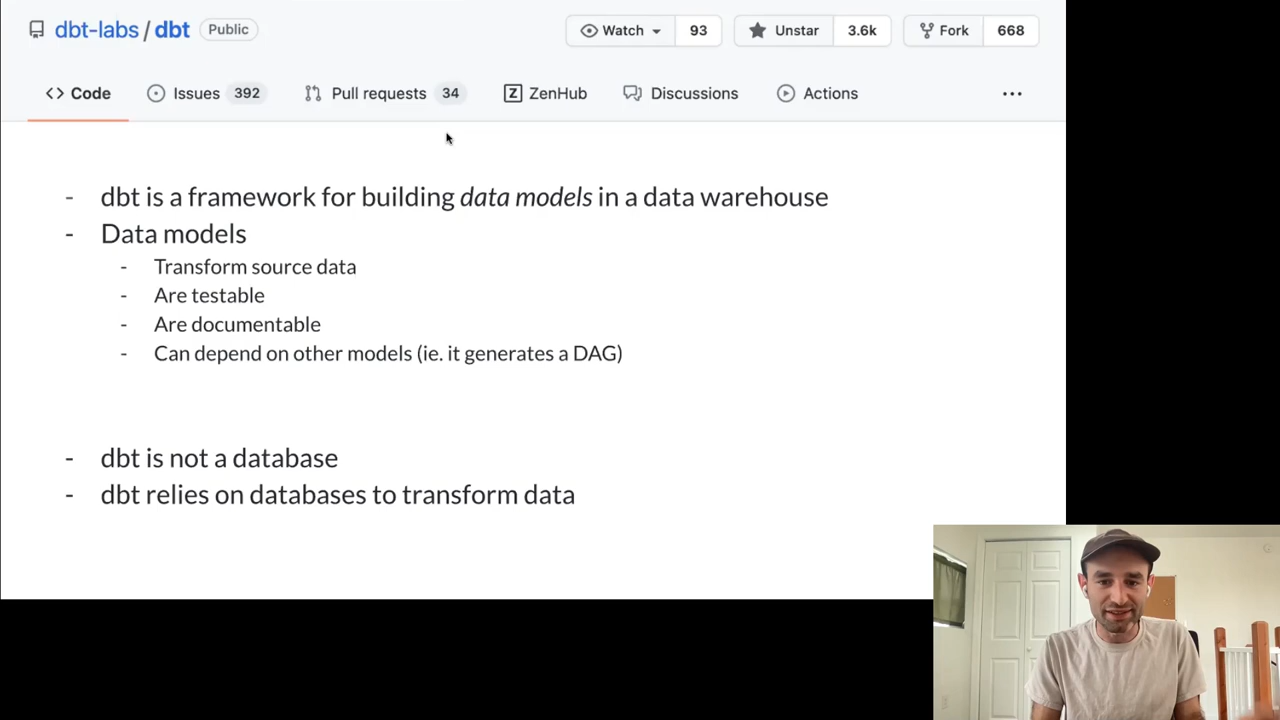 dbt-labs / dbt Public Watch 93 Unstar 3.6k Fork 668
Code Issues 392 Pull requests 34 Z ZenHub Discussions Actions ...
- dbt is a framework for building data models in a data warehouse
- Data models
- Transform source data
- Are testable
- Are documentable
- Can depend on other models (ie. it generates a DAG)
- dbt is not a database
- dbt relies on databases to transform data